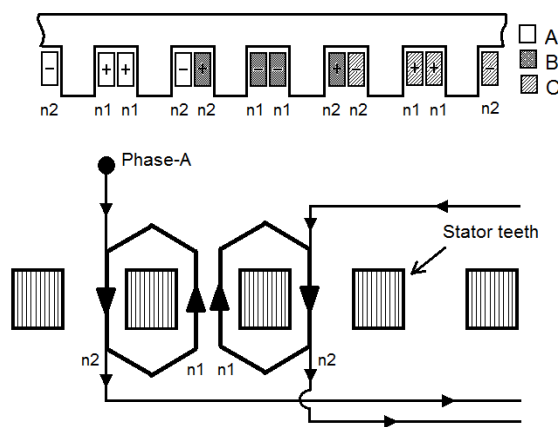 A
B
C
− + + − + − − + − + + −
n2 n1 n1 n2 n2 n1 n1 n2 n2 n1 n1 n2
Phase-A
Stator teeth
n2 n1 n1 n2